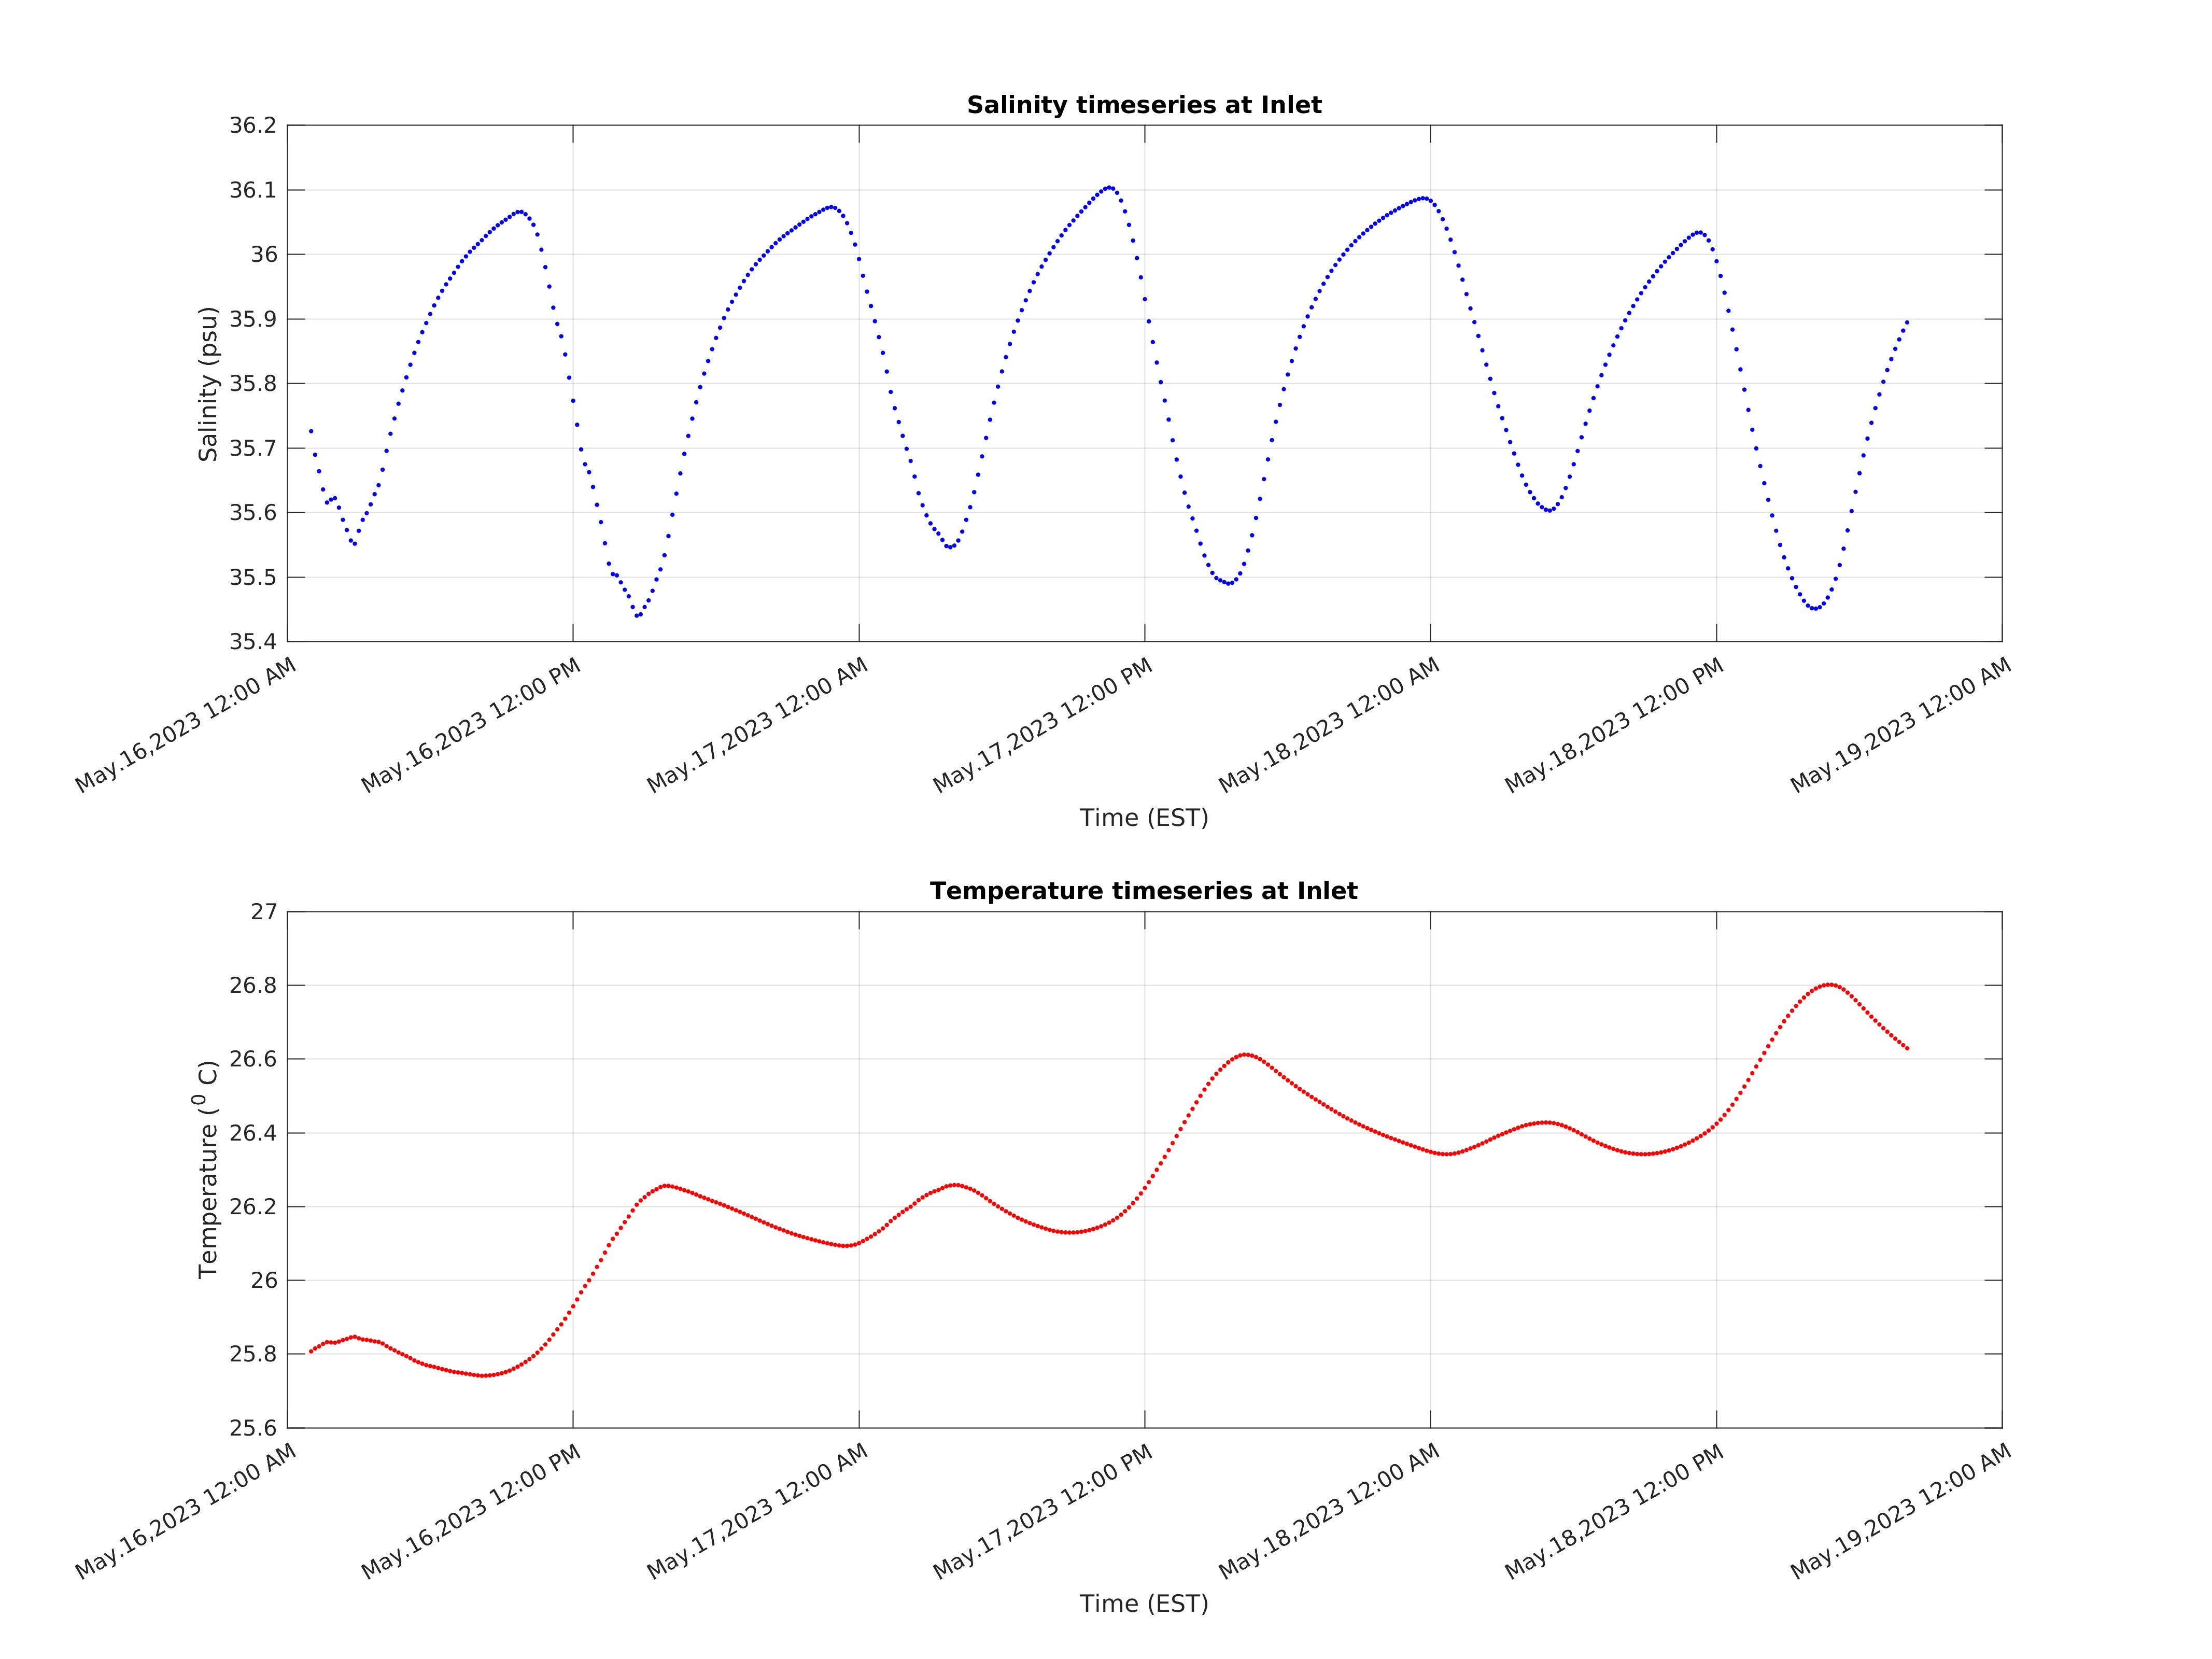 Salinity timeseries at Inlet
Salinity (psu)
36.2
36.1
36
35.9
35.8
35.7
35.6
35.5
35.4
May.16,2023 12:00 AM
May.16,2023 12:00 PM
May.17,2023 12:00 AM
May.17,2023 12:00 PM
May.18,2023 12:00 AM
May.18,2023 12:00 PM
May.19,2023 12:00 AM
Time (EST)
Temperature timeseries at Inlet
Temperature (⁰ C)
27
26.8
26.6
26.4
26.2
26
25.8
25.6
May.16,2023 12:00 AM
May.16,2023 12:00 PM
May.17,2023 12:00 AM
May.17,2023 12:00 PM
May.18,2023 12:00 AM
May.18,2023 12:00 PM
May.19,2023 12:00 AM
Time (EST)